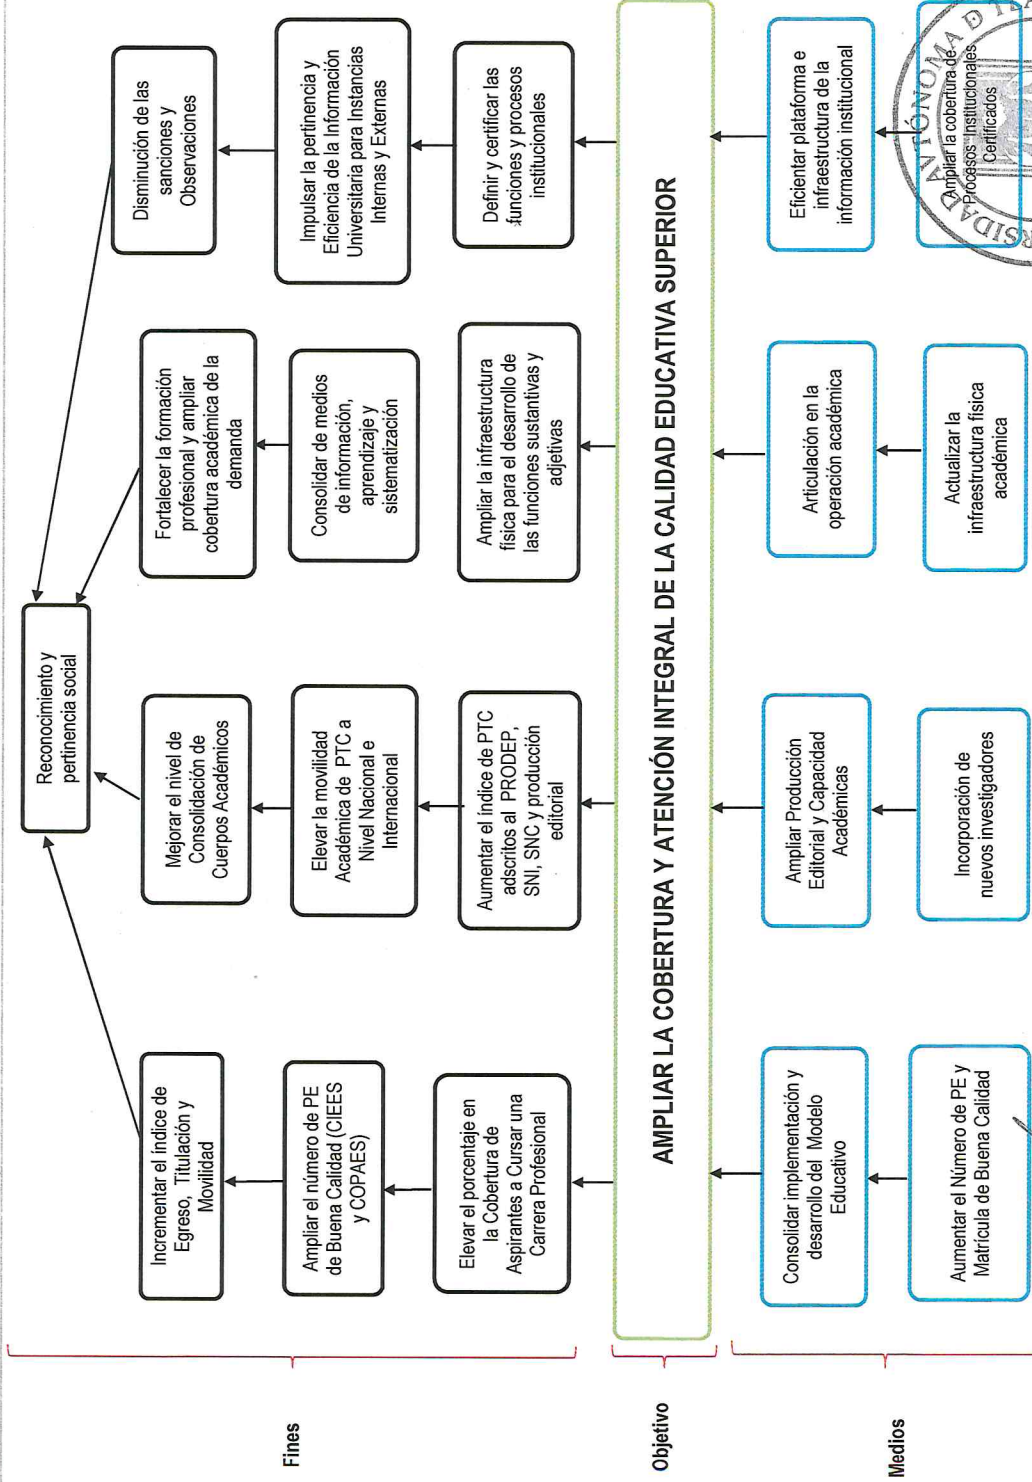 Reconocimiento y
pertinencia social
Incrementar el índice de
Egreso, Titulación y
Movilidad
Mejorar el nivel de
Consolidación de
Cuerpos Académicos
Fortalecer la formación
profesional y ampliar
cobertura académica de la
demanda
Disminución de las
sanciones y
Observaciones
Fines
Ampliar el número de PE
de Buena Calidad (CIEES
y COPAES)
Elevar la movilidad
Académica de PTC a
Nivel Nacional e
Internacional
Consolidar de medios
de información,
aprendizaje y
sistematización
Impulsar la pertinencia y
Eficiencia de la Información
Universitaria para Instancias
Internas y Externas
Elevar el porcentaje en
la Cobertura de
Aspirantes a Cursar una
Carrera Profesional
Aumentar el índice de PTC
adscritos al PRODEP,
SNI, SNC y producción
editorial
Ampliar la infraestructura
física para el desarrollo de
las funciones sustantivas y
adjetivas
Definir y certificar las
funciones y procesos
institucionales
Objetivo
AMPLIAR LA COBERTURA Y ATENCIÓN INTEGRAL DE LA CALIDAD EDUCATIVA SUPERIOR
Medios
Consolidar implementación y
desarrollo del Modelo
Educativo
Ampliar Producción
Editorial y Capacidad
Académicas
Articulación en la
operación académica
Eficientar plataforma e
infraestructura de la
información institucional
Aumentar el Número de PE y
Matrícula de Buena Calidad
Incorporación de
nuevos investigadores
Actualizar la
infraestructura física
académica
Ampliar la cobertura de
Procesos Institucionales
Certificados
AUTÓNOMA D